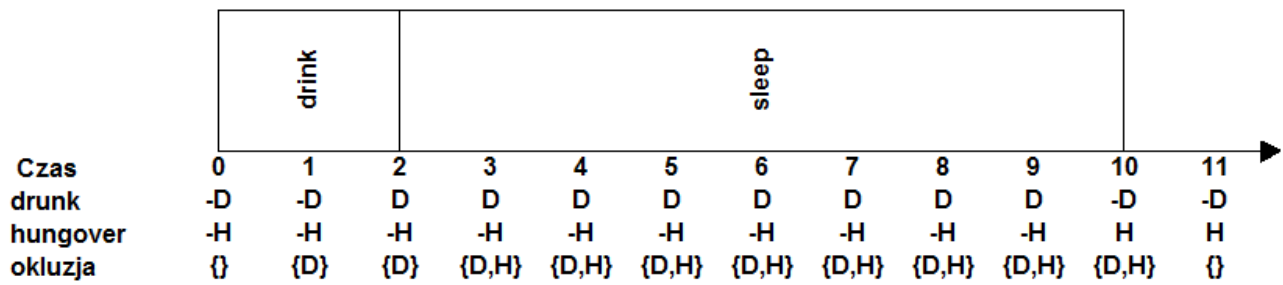 drink sleep
Czas 0 1 2 3 4 5 6 7 8 9 10 11
drunk -D -D D D D D D D D D -D -D
hungover -H -H -H -H -H -H -H -H -H -H H H
okluzja {} {D} {D} {D,H} {D,H} {D,H} {D,H} {D,H} {D,H} {D,H} {D,H} {}